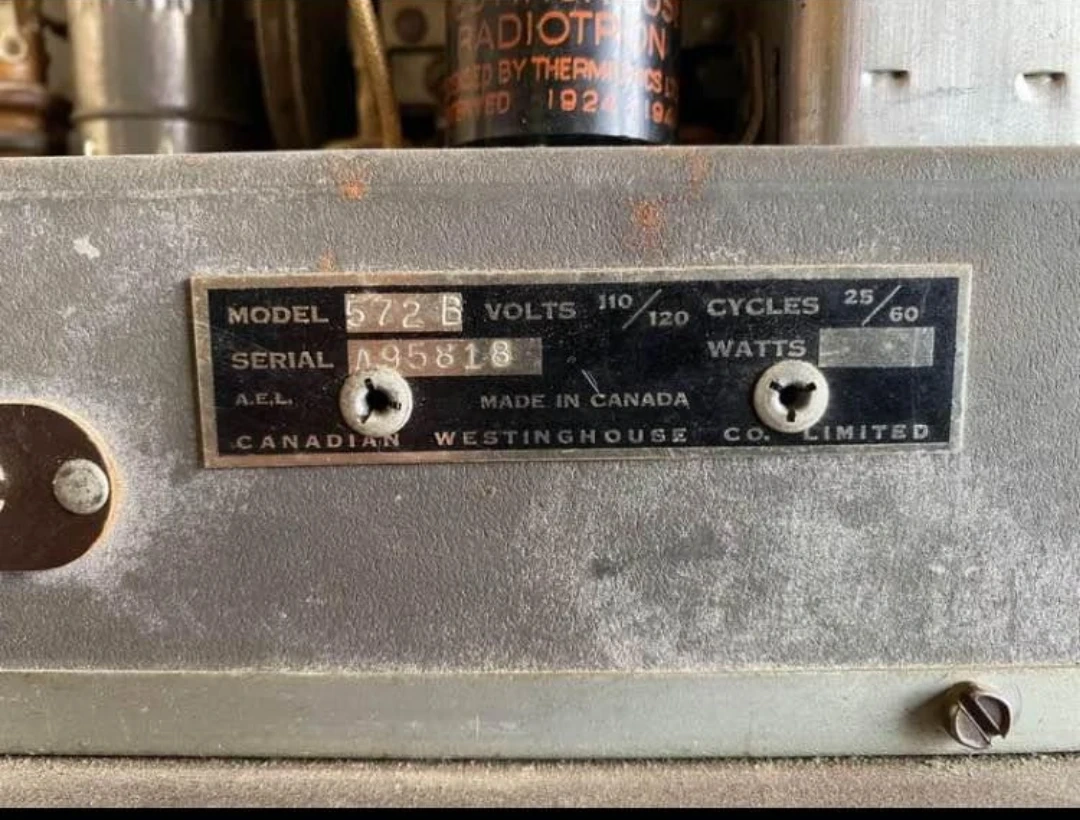 RADIOTRON
BY THERMIONICS
1924
MODEL 572 B VOLTS 110/120 CYCLES 25/60
SERIAL A95818 WATTS
A.E.L. MADE IN CANADA
CANADIAN WESTINGHOUSE CO. LIMITED